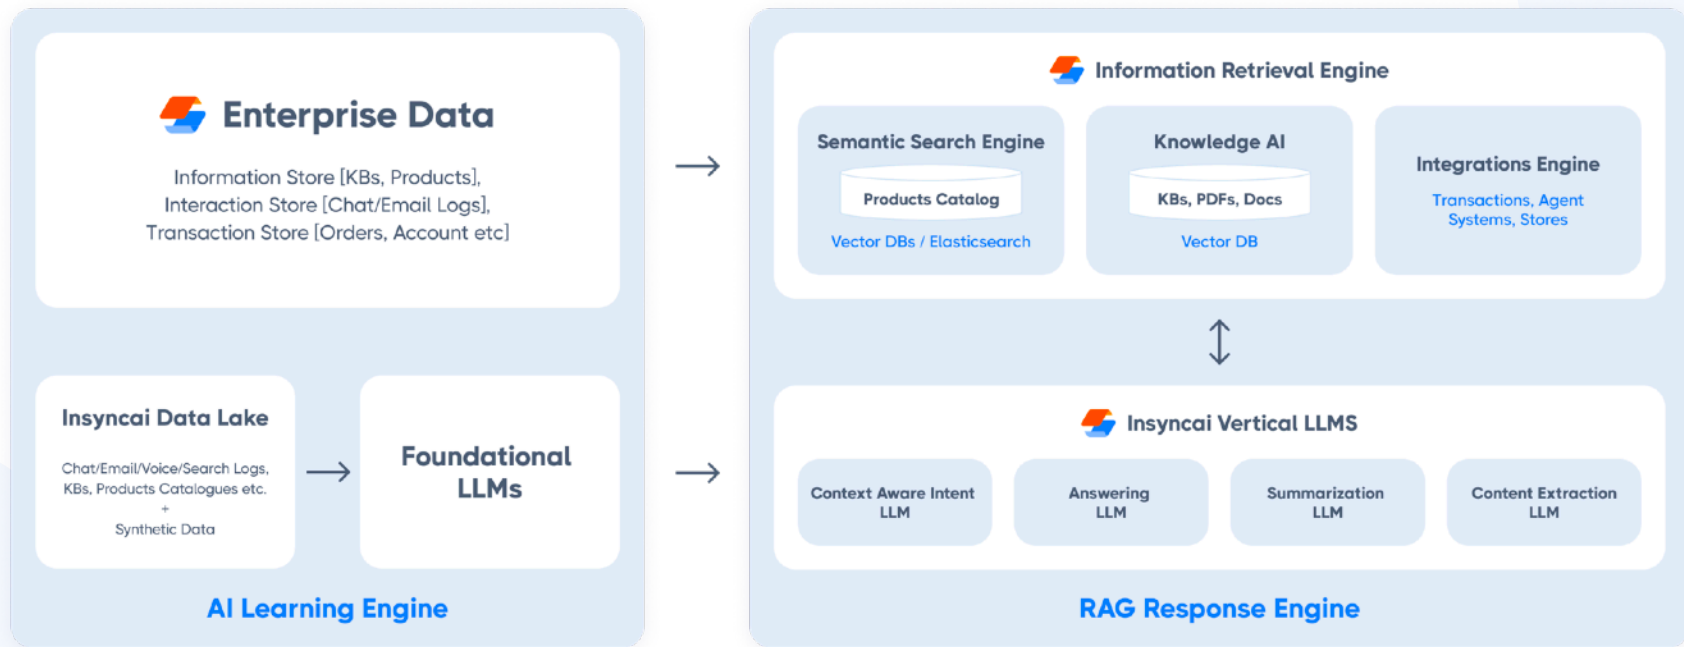 Enterprise Data
Information Store [KBs, Products],
Interaction Store [Chat/Email Logs],
Transaction Store [Orders, Account etc]
Insyncai Data Lake
Chat/Email/Voice/Search Logs,
KBs, Products Catalogues etc.
+
Synthetic Data
Foundational
LLMs
AI Learning Engine
Information Retrieval Engine
Semantic Search Engine
Products Catalog
Vector DBs / Elasticsearch
Knowledge AI
KBs, PDFs, Docs
Vector DB
Integrations Engine
Transactions, Agent
Systems, Stores
Insyncai Vertical LLMS
Context Aware Intent
LLM
Answering
LLM
Summarization
LLM
Content Extraction
LLM
RAG Response Engine